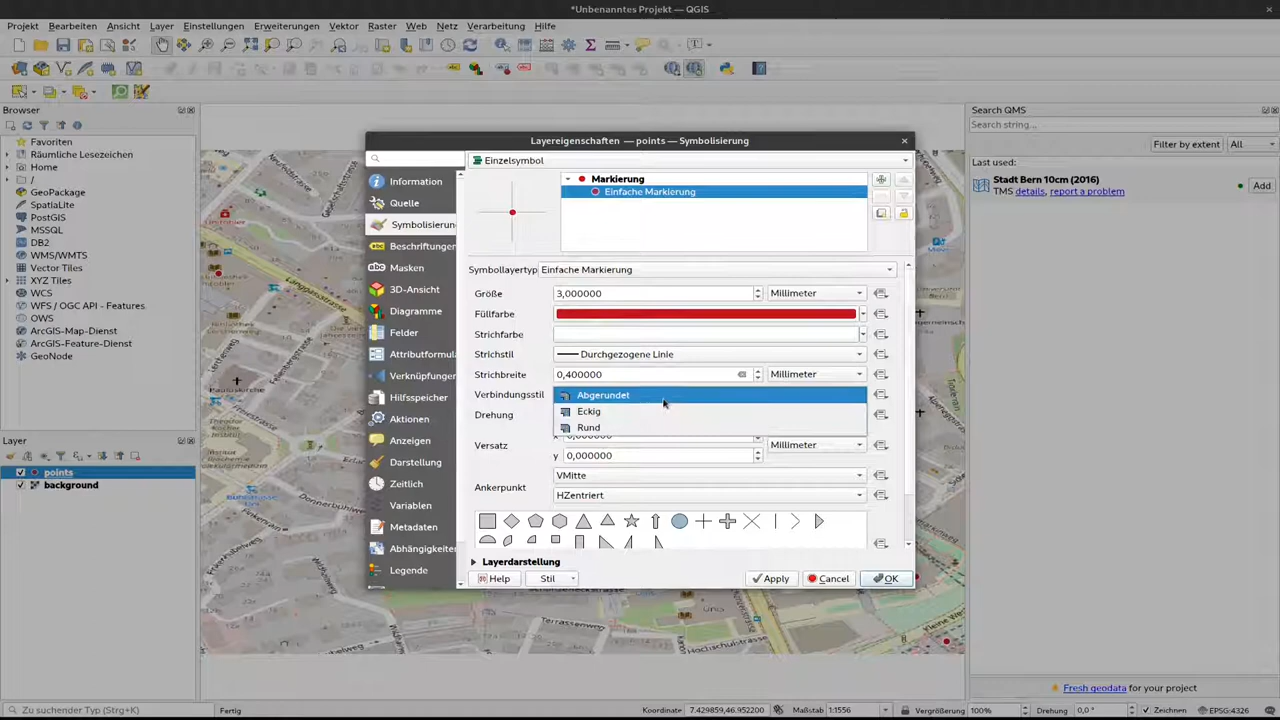 *Unbenanntes Projekt — QGIS
Projekt Bearbeiten Ansicht Layer Einstellungen Erweiterungen Vektor Raster Web Netz Verarbeitung Hilfe
Browser
Favoriten
Räumliche Lesezeichen
Home
/
GeoPackage
SpatiaLite
PostGIS
MSSQL
DB2
WMS/WMTS
Vector Tiles
XYZ Tiles
WCS
WFS / OGC API - Features
OWS
ArcGIS-Map-Dienst
ArcGIS-Feature-Dienst
GeoNode
Layer
points
background
Layereigenschaften — points — Symbolisierung
Information
Quelle
Symbolisierun
Beschriftungen
Masken
3D-Ansicht
Diagramme
Felder
Attributformula
Verknüpfungen
Hilfsspeicher
Aktionen
Anzeigen
Darstellung
Zeitlich
Variablen
Metadaten
Abhängigkeiten
Legende
Einzelsymbol
Markierung
Einfache Markierung
Symbollayertyp Einfache Markierung
Größe 3,000000 Millimeter
Füllfarbe
Strichfarbe
Strichstil Durchgezogene Linie
Strichbreite 0,400000 Millimeter
Verbindungsstil Abgerundet
Eckig
Drehung Rund
x 0,000000
Versatz Millimeter
y 0,000000
VMitte
Ankerpunkt
HZentriert
Layerdarstellung
Help Stil Apply Cancel OK
Terrassenweg
Search QMS
Search string...
Filter by extent All
Last used:
Stadt Bern 10cm (2016)
TMS details, report a problem
Add
Fresh geodata for your project
Zu suchender Typ (Strg+K) Fertig Koordinate 7.429859,46.952200 Maßstab 1:1556 Vergrößerung 100% Drehung 0,0 ° Zeichnen EPSG:4326